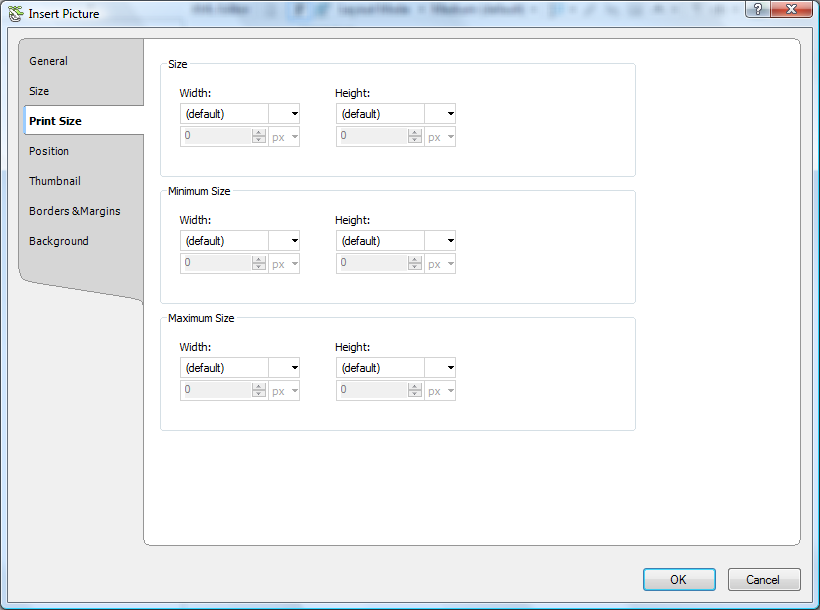 Insert Picture
?
General
Size
Print Size
Position
Thumbnail
Borders &Margins
Background
Size
Width: Height:
(default) (default)
0 px 0 px
Minimum Size
Width: Height:
(default) (default)
0 px 0 px
Maximum Size
Width: Height:
(default) (default)
0 px 0 px
OK Cancel